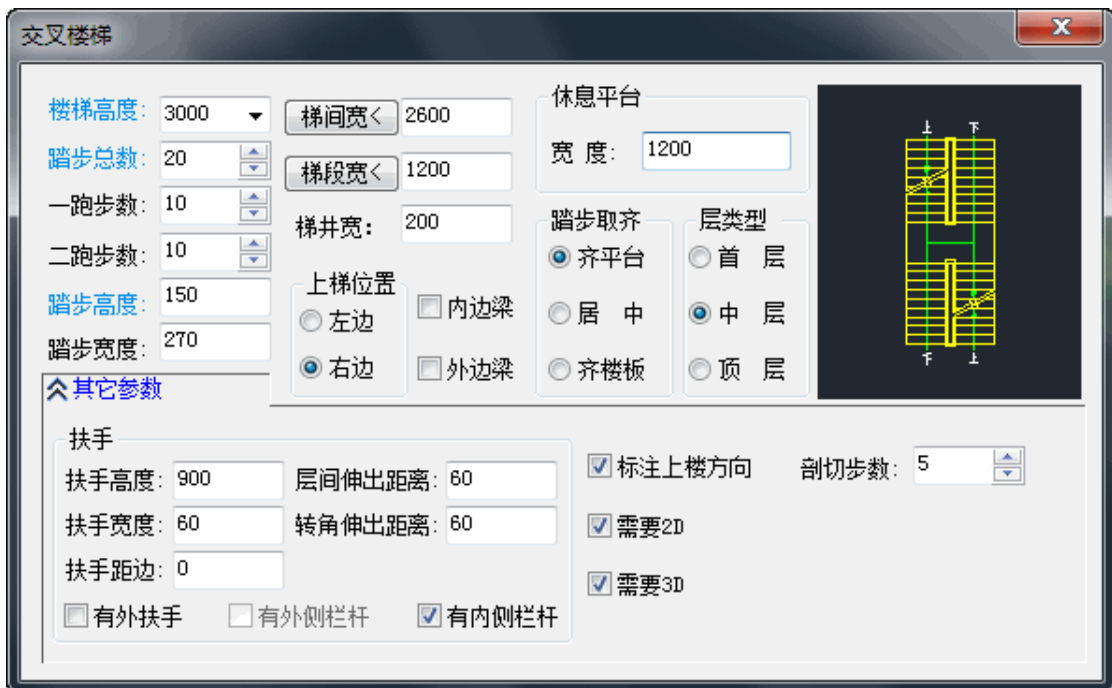 交叉楼梯
楼梯高度: 3000 梯间宽< 2600 休息平台
踏步总数: 20 梯段宽< 1200 宽 度: 1200
一跑步数: 10 梯井宽: 200 踏步取齐 层类型
二跑步数: 10 上梯位置 齐平台 首 层
踏步高度: 150 左边 内边梁 居 中 中 层
踏步宽度: 270 右边 外边梁 齐楼板 顶 层
上 下
下 上
其它参数
扶手
扶手高度: 900 层间伸出距离: 60 标注上楼方向 剖切步数: 5
扶手宽度: 60 转角伸出距离: 60 需要2D
扶手距边: 0 需要3D
有外扶手 有外侧栏杆 有内侧栏杆